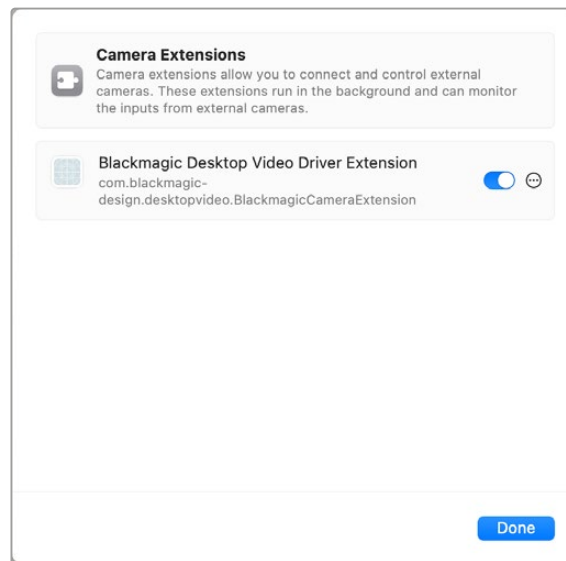 Camera Extensions
Camera extensions allow you to connect and control external
cameras. These extensions run in the background and can monitor
the inputs from external cameras.
Blackmagic Desktop Video Driver Extension
com.blackmagic-
design.desktopvideo.BlackmagicCameraExtension
Done